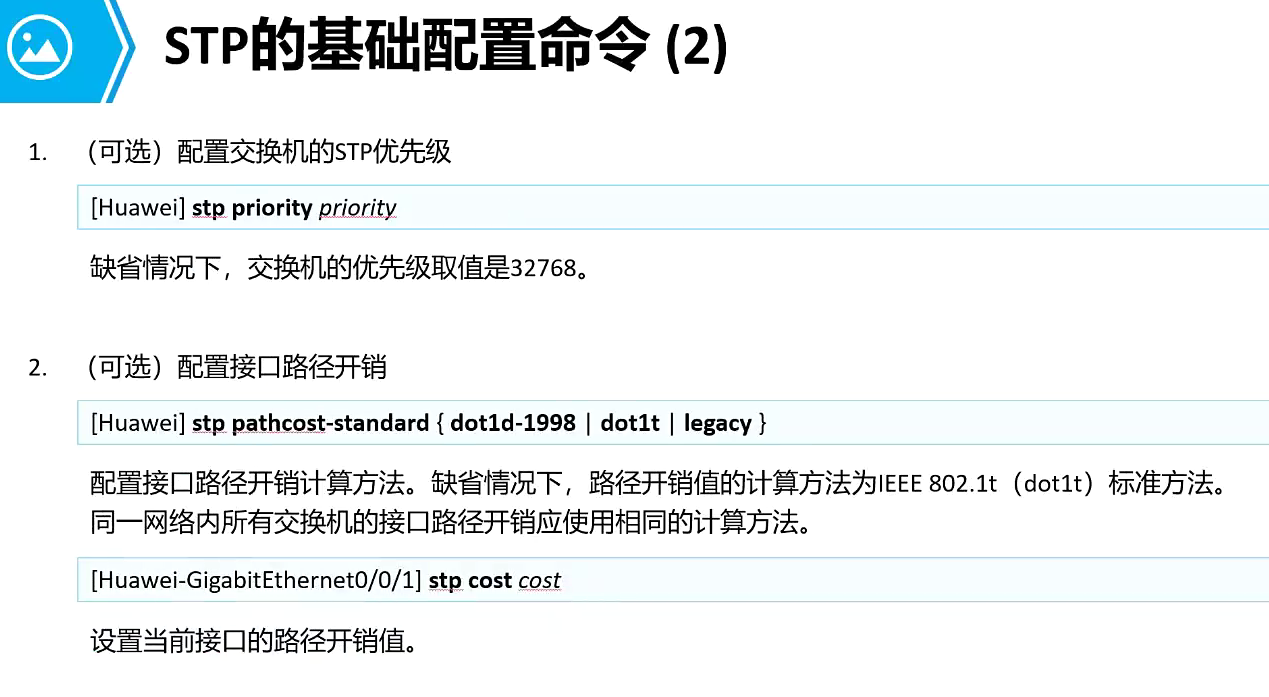 STP的基础配置命令 (2)
1. （可选）配置交换机的STP优先级
[Huawei] stp priority priority
缺省情况下，交换机的优先级取值是32768。
2. （可选）配置接口路径开销
[Huawei] stp pathcost-standard { dot1d-1998 | dot1t | legacy }
配置接口路径开销计算方法。缺省情况下，路径开销值的计算方法为IEEE 802.1t（dot1t）标准方法。
同一网络内所有交换机的接口路径开销应使用相同的计算方法。
[Huawei-GigabitEthernet0/0/1] stp cost cost
设置当前接口的路径开销值。